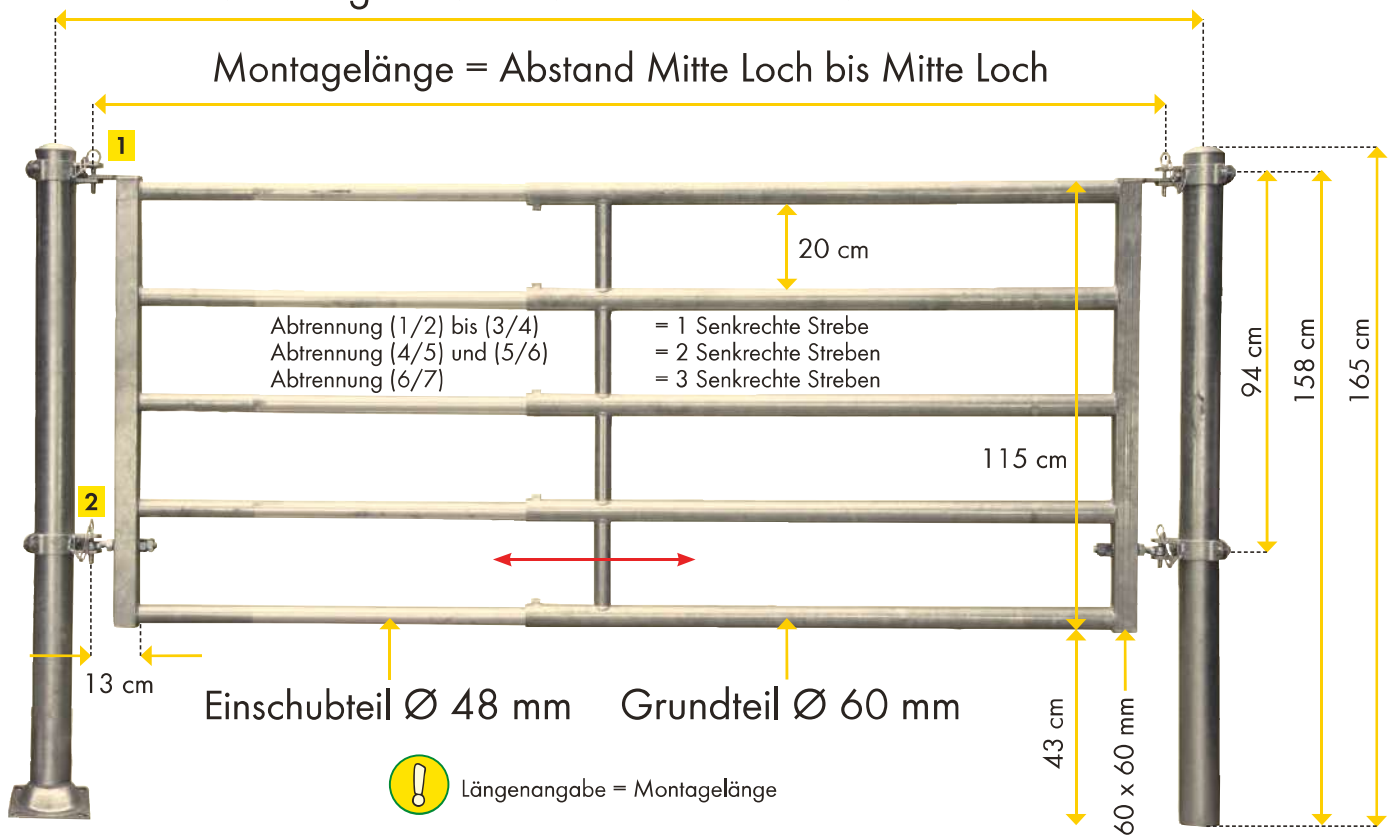 Montagelänge = Abstand Mitte Loch bis Mitte Loch
1
20 cm
Abtrennung (1/2) bis (3/4) = 1 Senkrechte Strebe
Abtrennung (4/5) und (5/6) = 2 Senkrechte Streben
Abtrennung (6/7) = 3 Senkrechte Streben
94 cm
158 cm
165 cm
115 cm
2
13 cm
Einschubteil Ø 48 mm
Grundteil Ø 60 mm
43 cm
60 x 60 mm
Längenangabe = Montagelänge